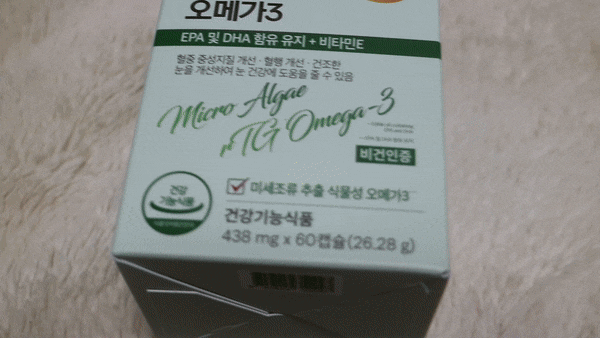 오메가3
EPA 및 DHA 함유 유지 + 비타민E
혈중 중성지질 개선 · 혈행 개선 · 건조한
눈을 개선하여 눈 건강에 도움을 줄 수 있음
Micro Algae
rTG Omega-3
비건인증
건강
기능식품
미세조류 추출 식물성 오메가3
건강기능식품
438 mg x 60캡슐(26.28 g)